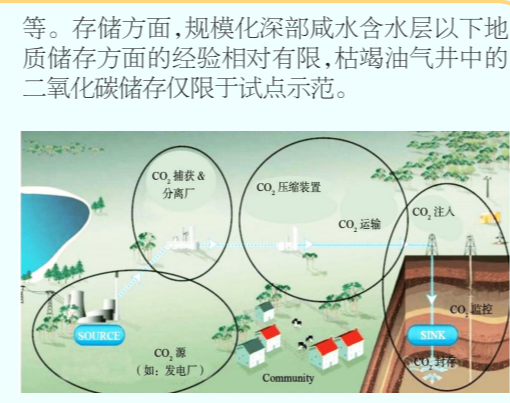 等。存储方面,规模化深部咸水含水层以下地
质储存方面的经验相对有限,枯竭油气井中的
二氧化碳储存仅限于试点示范。
CO₂ 捕获 &
分离厂
CO₂ 压缩装置
CO₂ 运输
CO₂ 注入
CO₂ 监控
SOURCE
SINK
CO₂ 源
(如:发电厂)
CO₂ 封存
Community